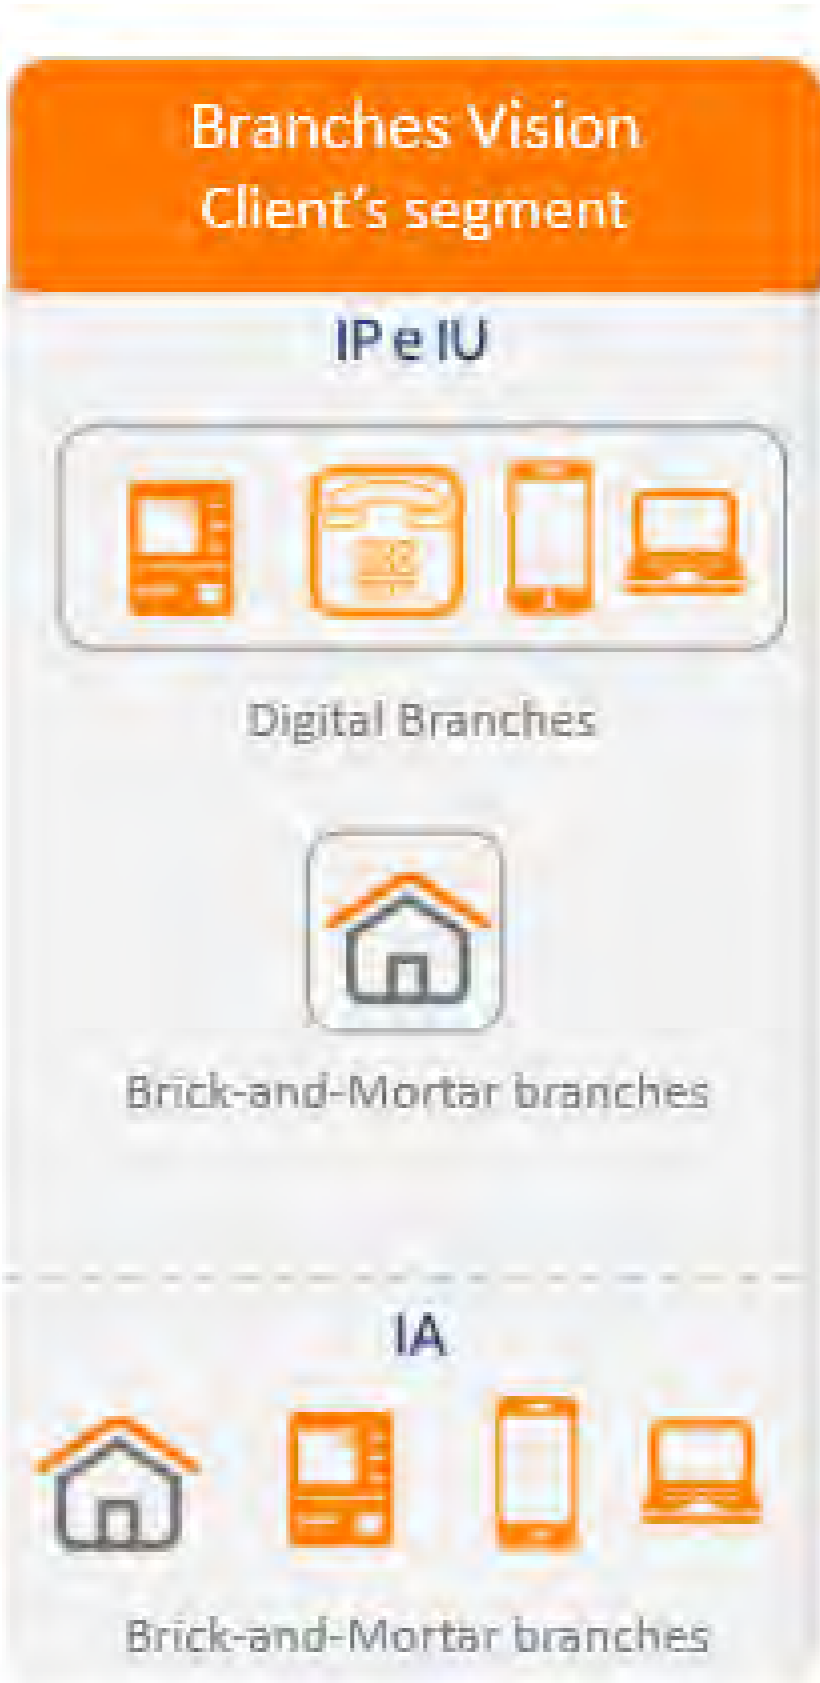 Branches Vision
Client's segment
IP e IU
Digital Branches
Brick-and-Mortar branches
IA
Brick-and-Mortar branches